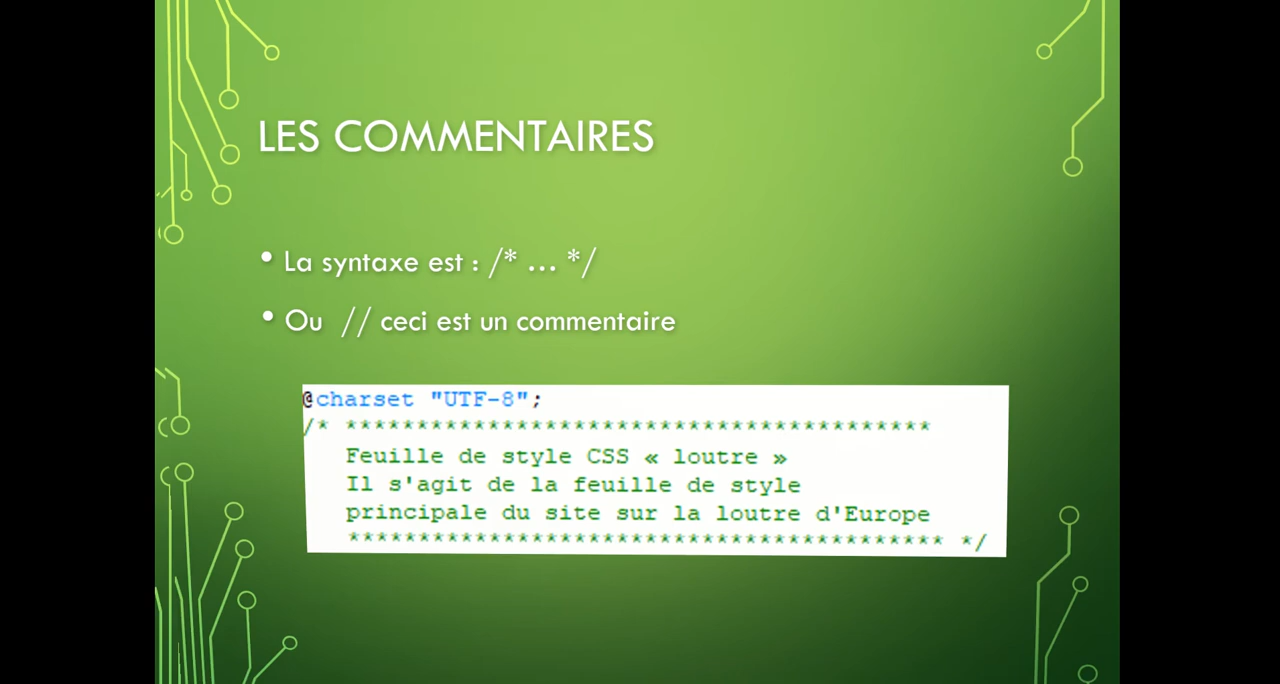 LES COMMENTAIRES
• La syntaxe est : /* ... */
• Ou // ceci est un commentaire
@charset "UTF-8";
/* *****************************************
Feuille de style CSS « loutre »
Il s'agit de la feuille de style
principale du site sur la loutre d'Europe
****************************************** */